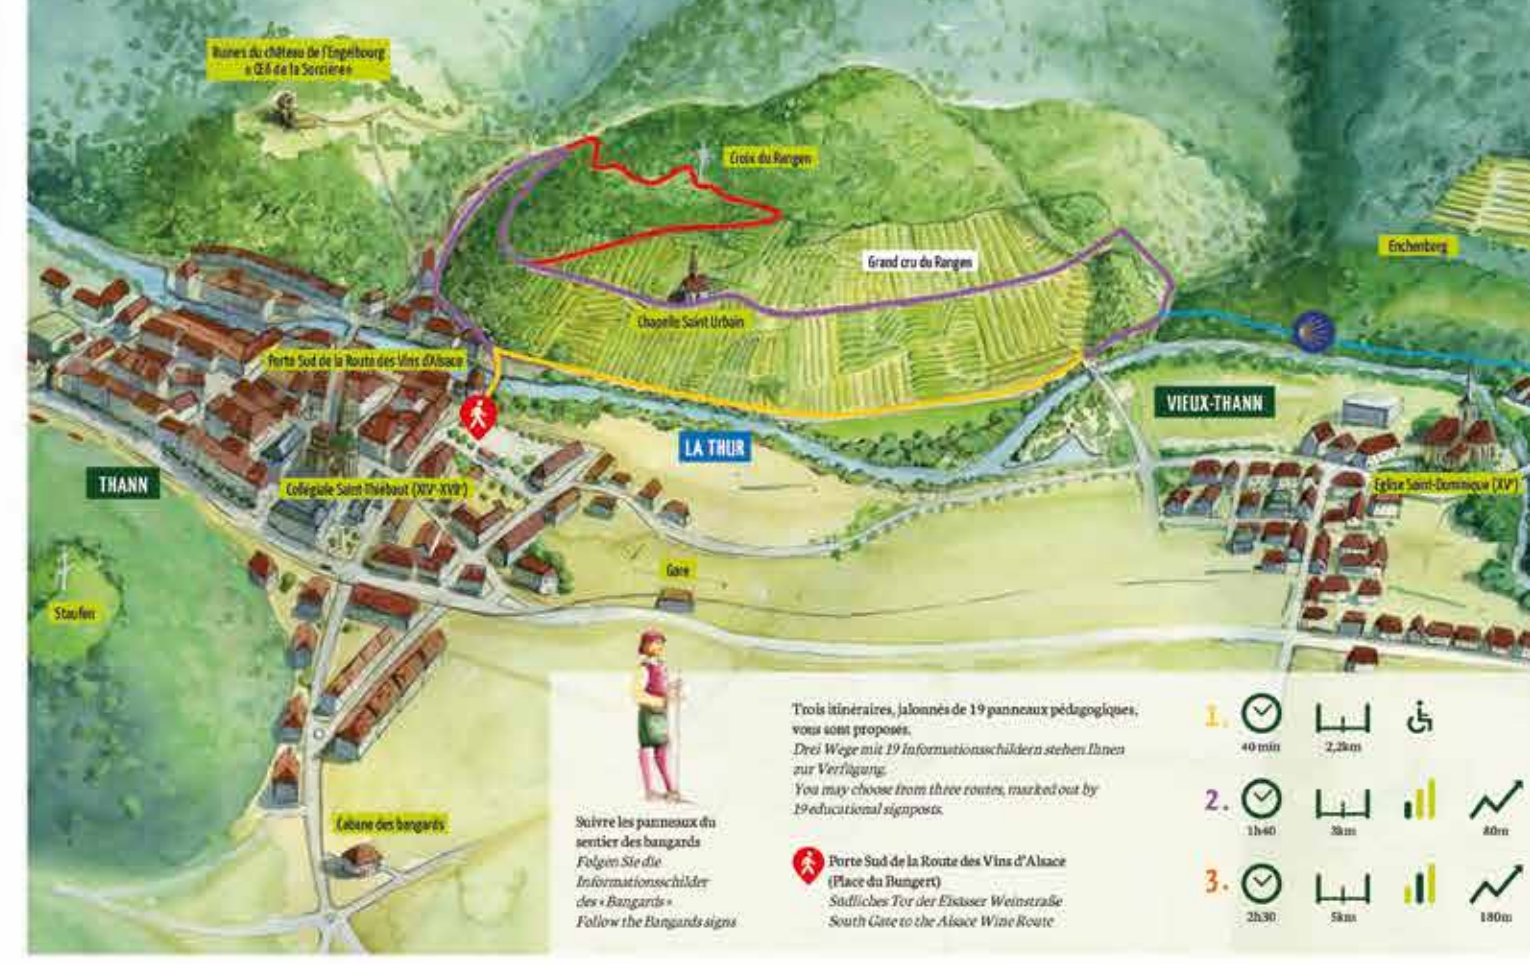 Ruines du château de l'Engelbourg
« Œil de la Sorcière»
Croix du Rangen
Enchenberg
Grand cru du Rangen
Chapelle Saint Urbain
Porte Sud de la Route des Vins d'Alsace
VIEUX-THANN
LA THUR
THANN
Collégiale Saint-Thiébaut (XIVe-XVIIe)
Eglise Saint-Dominique (XVe)
Gare
Staufen
Cabane des bangards
Suivre les panneaux du
sentier des bangards
Folgen Sie die
Informationsschilder
des « Bangards »
Follow the Bangards signs
Trois itinéraires, jalonnés de 19 panneaux pédagogiques,
vous sont proposés.
Drei Wege mit 19 Informationsschildern stehen Ihnen
zur Verfügung.
You may choose from three routes, marked out by
19 educational signposts.
Porte Sud de la Route des Vins d'Alsace
(Place du Bungert)
Südliches Tor der Elsässer Weinstraße
South Gate to the Alsace Wine Route
1.
40 min
2,2km
2.
1h40
3km
80m
3.
2h30
5km
180m